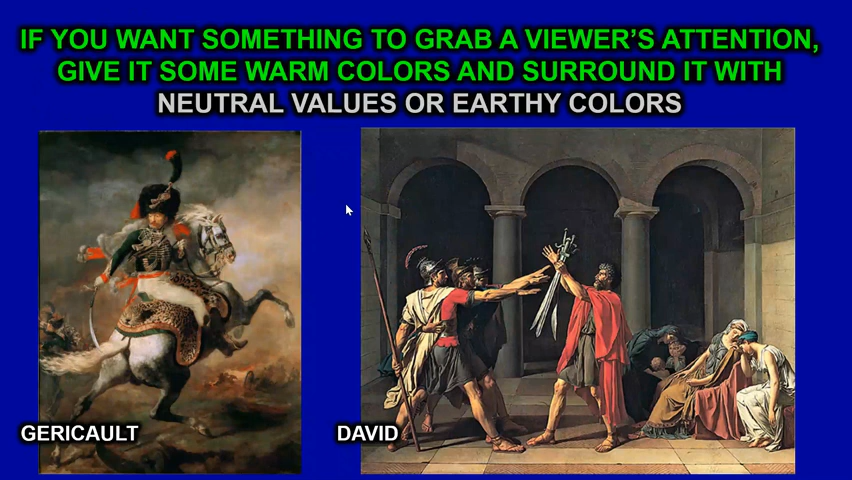 IF YOU WANT SOMETHING TO GRAB A VIEWER’S ATTENTION,
GIVE IT SOME WARM COLORS AND SURROUND IT WITH
NEUTRAL VALUES OR EARTHY COLORS
GERICAULT
DAVID